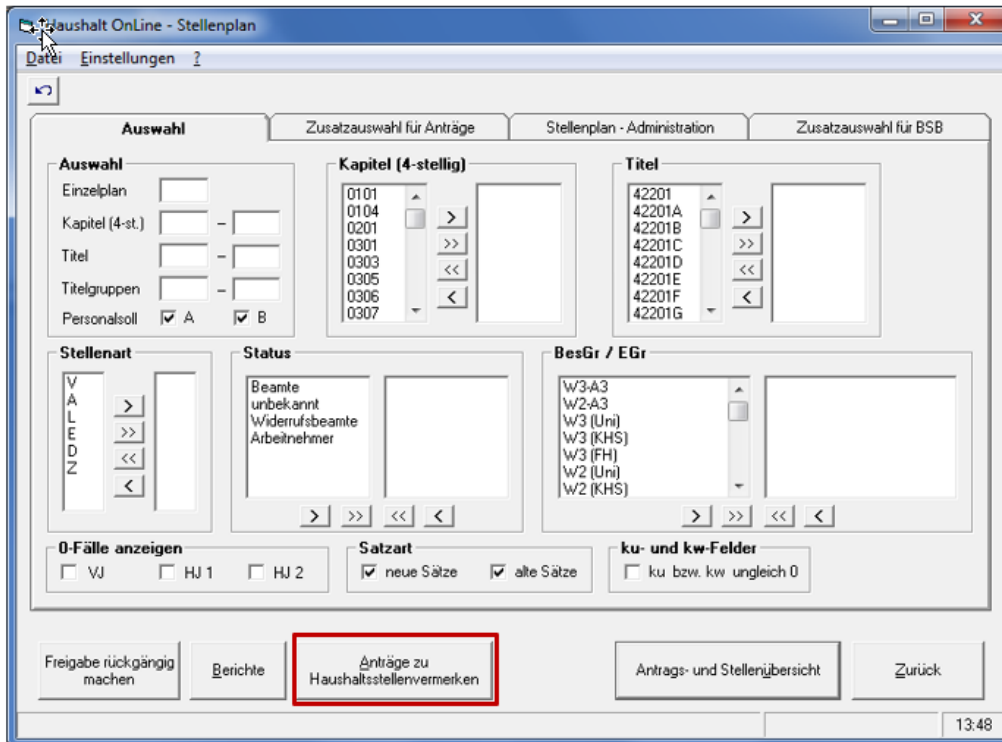 Haushalt OnLine - Stellenplan
Datei Einstellungen ?
Auswahl Zusatzauswahl für Anträge Stellenplan - Administration Zusatzauswahl für BSB
Auswahl
Einzelplan
Kapitel (4-st.) –
Titel –
Titelgruppen –
Personalsoll A B
Kapitel (4-stellig)
0101
0104
0201
0301
0303
0305
0306
0307
>
>>
<<
<
Titel
42201
42201A
42201B
42201C
42201D
42201E
42201F
42201G
>
>>
<<
<
Stellenart
V
A
L
E
D
Z
>
>>
<<
<
Status
Beamte
unbekannt
Widerrufsbeamte
Arbeitnehmer
> >> << <
BesGr / EGr
W3-A3
W2-A3
W3 (Uni)
W3 (KHS)
W3 (FH)
W2 (Uni)
W2 (KHS)
> >> << <
0-Fälle anzeigen
VJ HJ 1 HJ 2
Satzart
neue Sätze alte Sätze
ku- und kw-Felder
ku bzw. kw ungleich 0
Freigabe rückgängig
machen
Berichte
Anträge zu
Haushaltsstellenvermerken
Antrags- und Stellenübersicht
Zurück
13:48